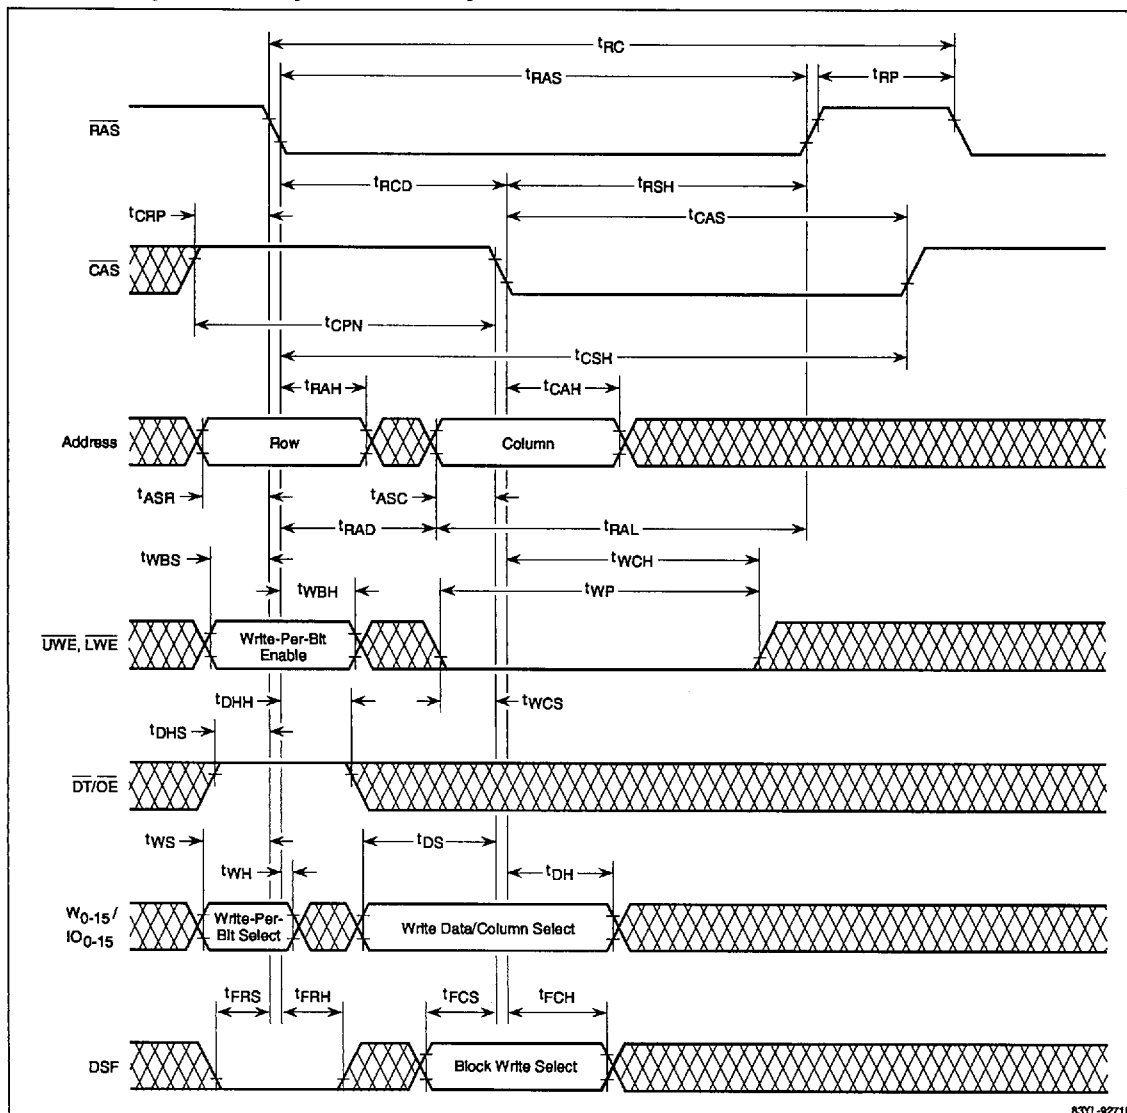 tRC
tRAS
tRP
RAS
tRCD
tRSH
tCRP
tCAS
CAS
tCPN
tCSH
tRAH
tCAH
Address
Row
Column
tASR
tASC
tRAD
tRAL
tWBS
tWCH
tWBH
tWP
UWE, LWE
Write-Per-Bit
Enable
tDHH
tWCS
tDHS
DT/OE
tWS
tDS
tWH
tDH
W0-15 /
IO0-15
Write-Per-
Bit Select
Write Data/Column Select
tFRS
tFRH
tFCS
tFCH
DSF
Block Write Select